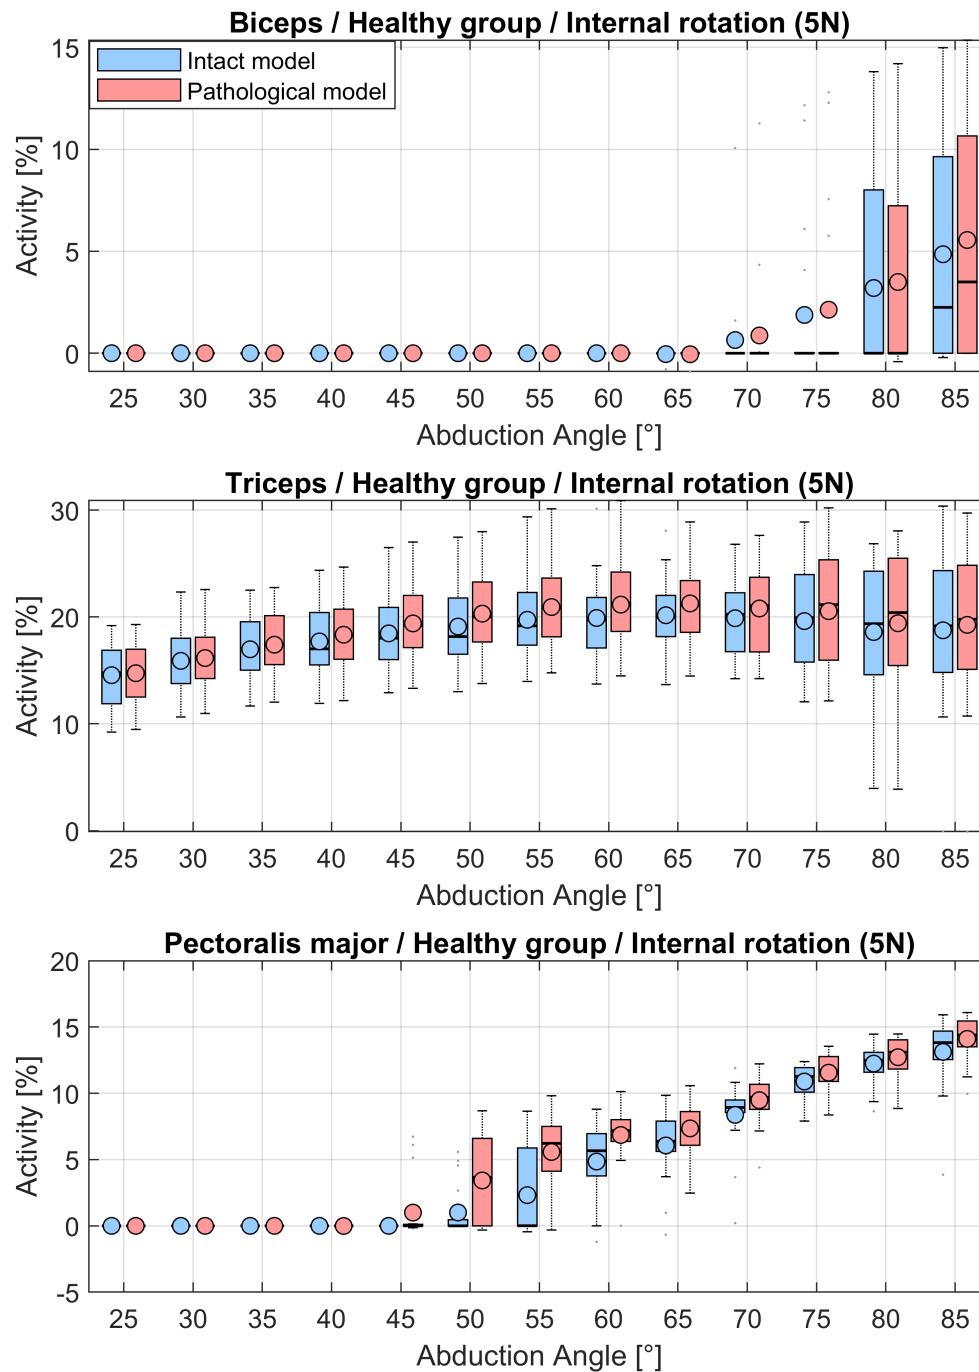 Biceps / Healthy group / Internal rotation (5N)
15
10
5
0
Activity [%]
Intact model
Pathological model
25 30 35 40 45 50 55 60 65 70 75 80 85
Abduction Angle [°]
Triceps / Healthy group / Internal rotation (5N)
30
20
10
0
Activity [%]
25 30 35 40 45 50 55 60 65 70 75 80 85
Abduction Angle [°]
Pectoralis major / Healthy group / Internal rotation (5N)
20
15
10
5
0
-5
Activity [%]
25 30 35 40 45 50 55 60 65 70 75 80 85
Abduction Angle [°]